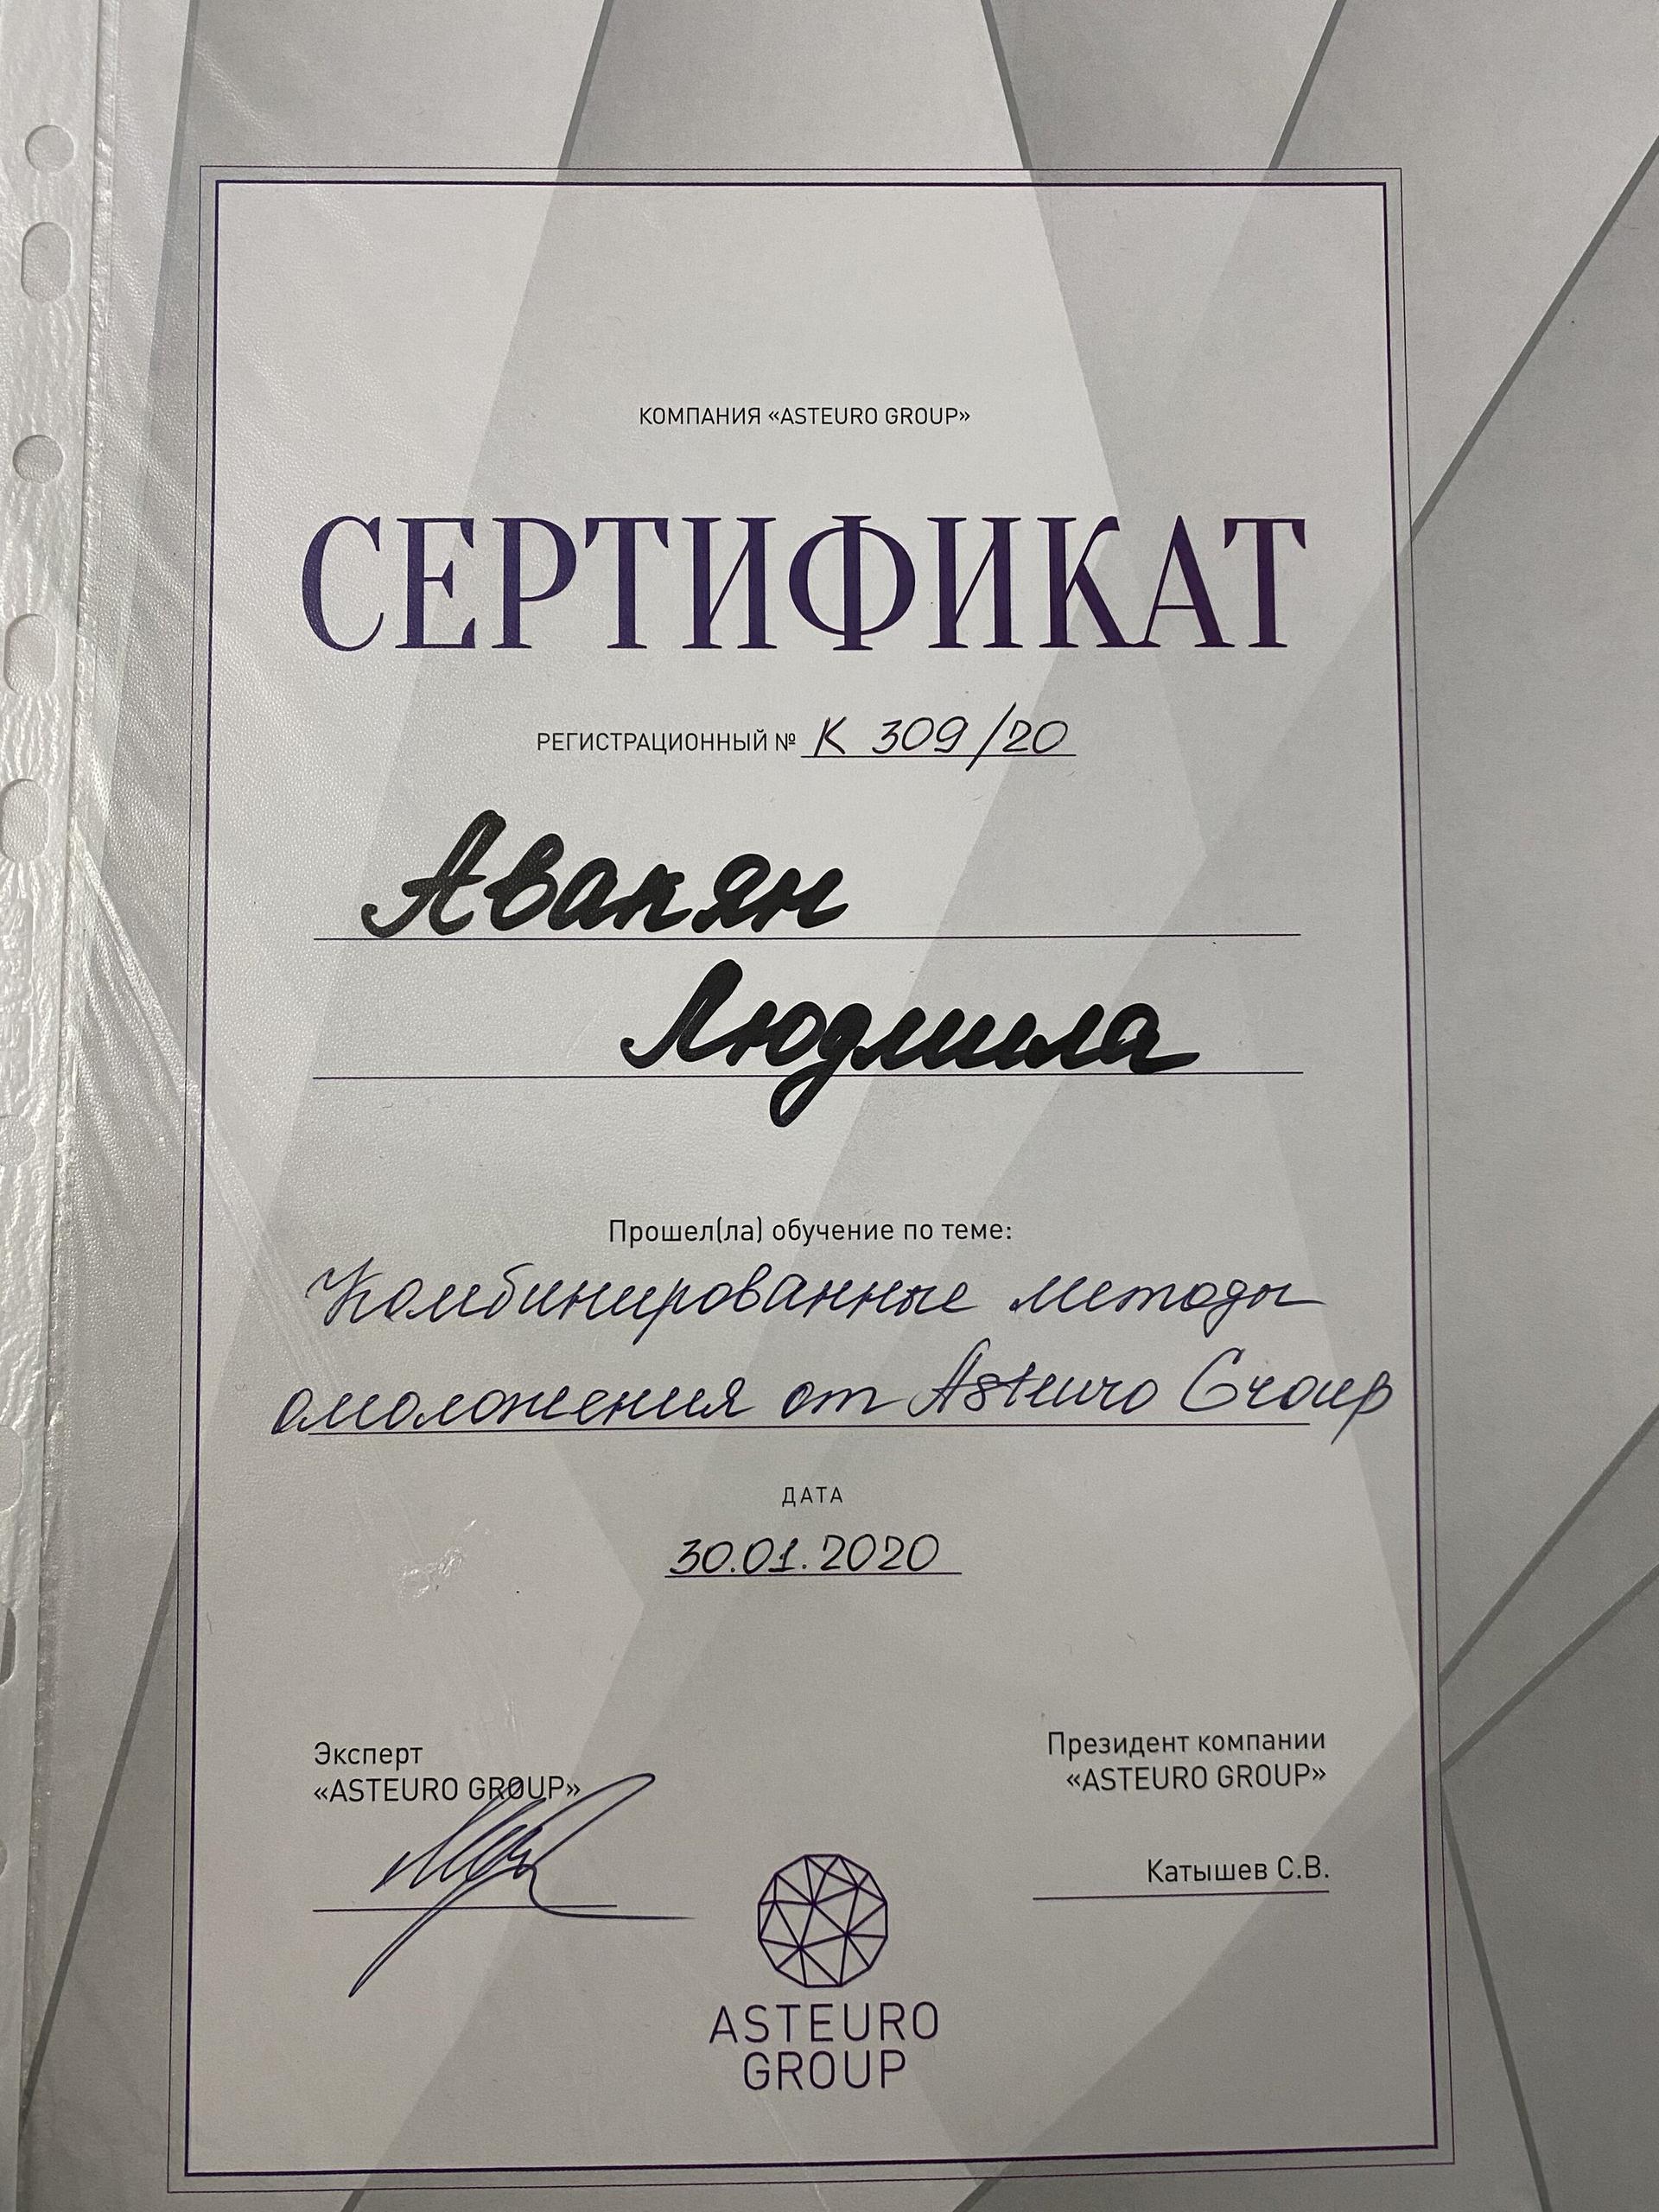 КОМПАНИЯ «ASTEURO GROUP»
СЕРТИФИКАТ
РЕГИСТРАЦИОННЫЙ № К 309/20
Авакян
Людмила
Прошел(ла) обучение по теме:
Комбинированные методы
омоложения от Asteuro Group
ДАТА
30.01.2020
Эксперт
«ASTEURO GROUP»
Президент компании
«ASTEURO GROUP»
Катышев С.В.
ASTEURO
GROUP